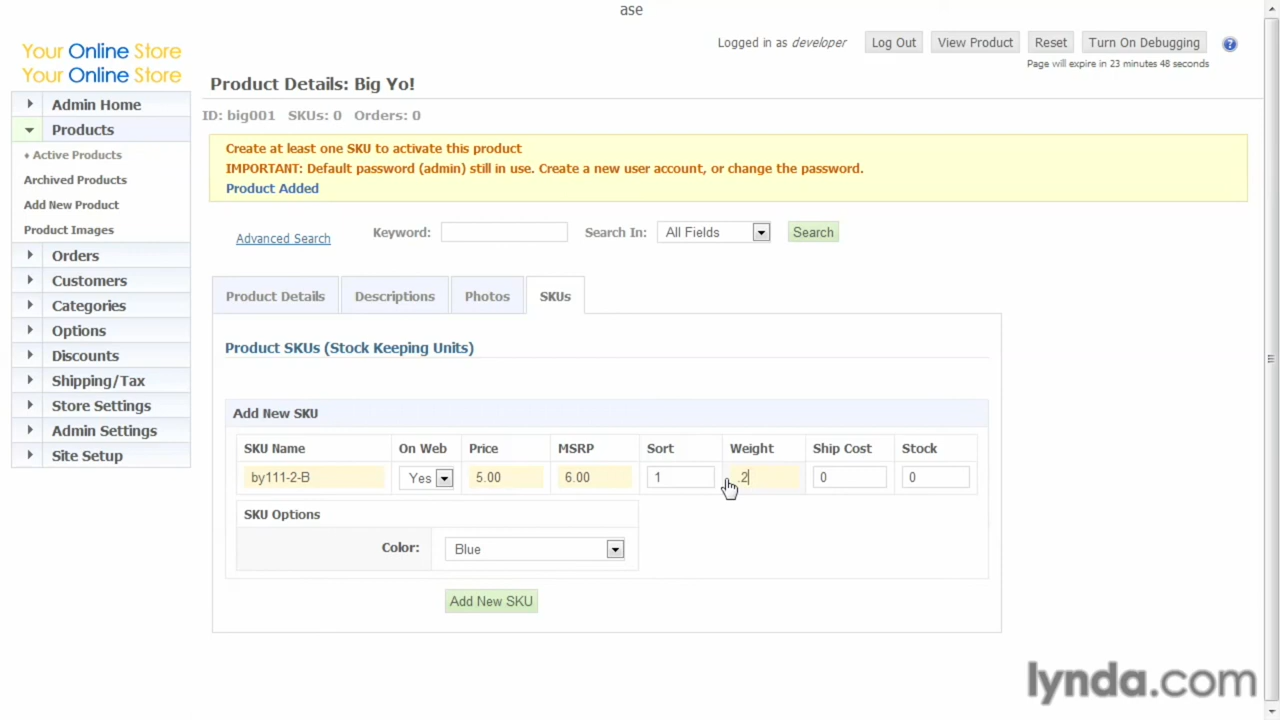 ase
Your Online Store
Your Online Store
Logged in as developer Log Out View Product Reset Turn On Debugging ?
Page will expire in 23 minutes 48 seconds
Admin Home
Products
♦ Active Products
Archived Products
Add New Product
Product Images
Orders
Customers
Categories
Options
Discounts
Shipping/Tax
Store Settings
Admin Settings
Site Setup
Product Details: Big Yo!
ID: big001 SKUs: 0 Orders: 0
Create at least one SKU to activate this product
IMPORTANT: Default password (admin) still in use. Create a new user account, or change the password.
Product Added
Advanced Search Keyword: Search In: All Fields Search
Product Details Descriptions Photos SKUs
Product SKUs (Stock Keeping Units)
Add New SKU
SKU Name On Web Price MSRP Sort Weight Ship Cost Stock
by111-2-B Yes 5.00 6.00 1 .2 0 0
SKU Options
Color: Blue
Add New SKU
lynda.com